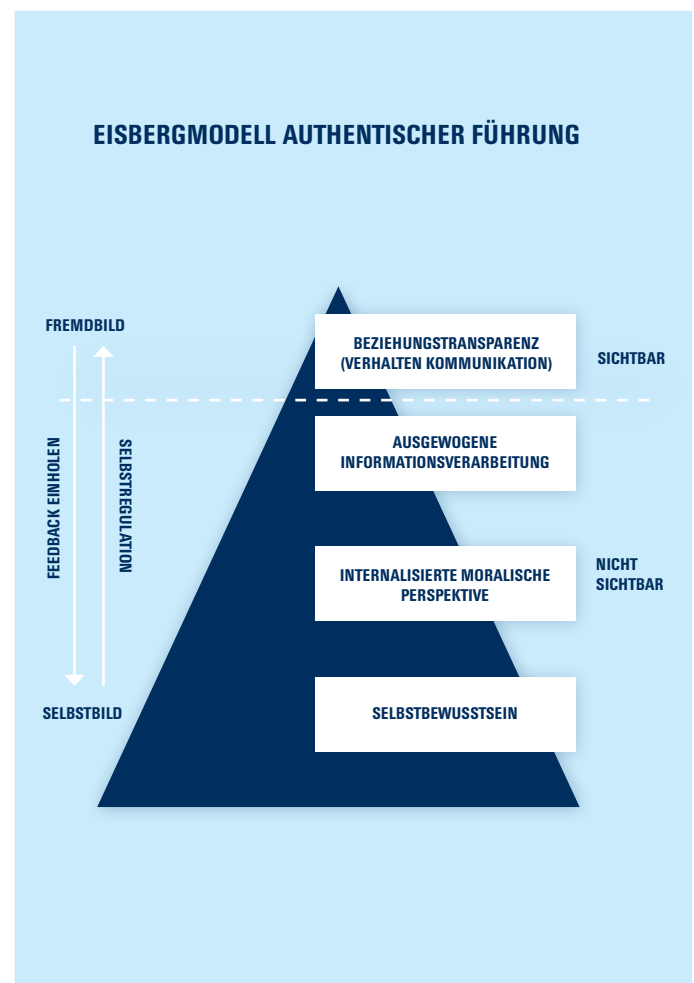 EISBERGMODELL AUTHENTISCHER FÜHRUNG
FREMDBILD
BEZIEHUNGSTRANSPARENZ
(VERHALTEN KOMMUNIKATION)
SICHTBAR
FEEDBACK EINHOLEN
SELBSTREGULATION
AUSGEWOGENE
INFORMATIONSVERARBEITUNG
INTERNALISIERTE MORALISCHE
PERSPEKTIVE
NICHT
SICHTBAR
SELBSTBILD
SELBSTBEWUSSTSEIN